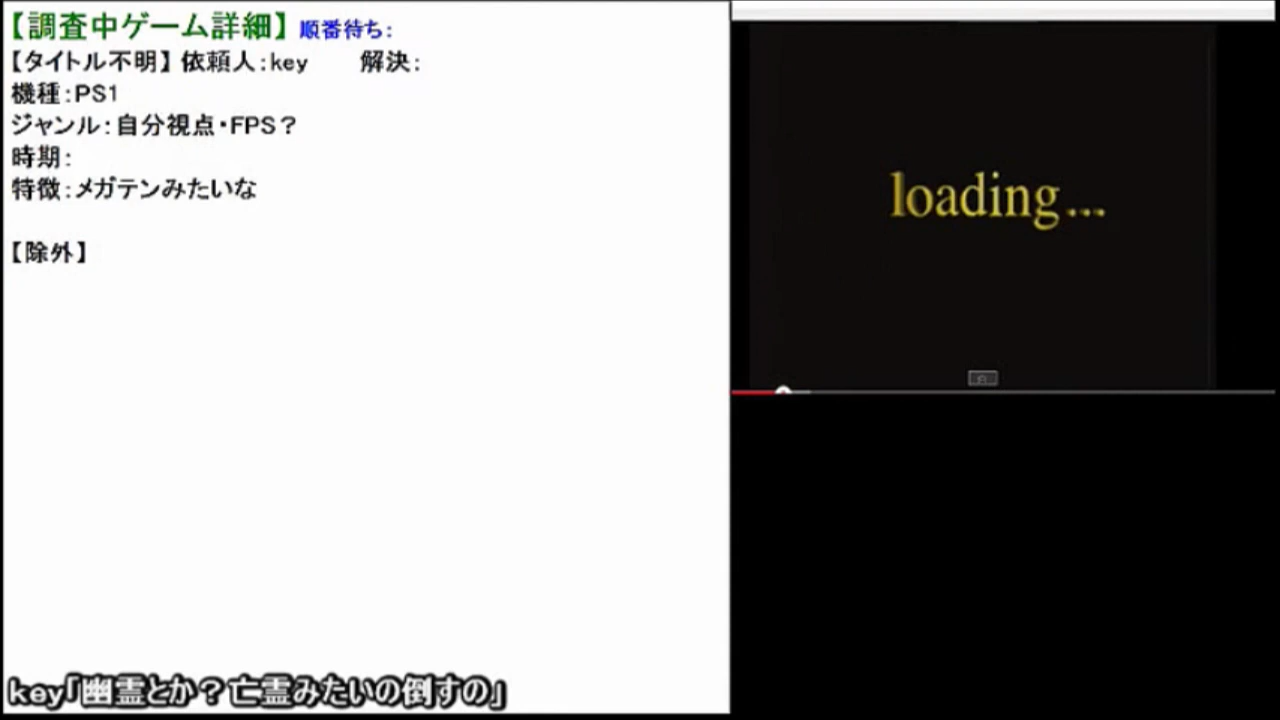 【調査中ゲーム詳細】 順番待ち:
【タイトル不明】 依頼人:key 解決:
機種:PS1
ジャンル:自分視点・FPS?
時期:
特徴:メガテンみたいな
【除外】
loading...
key「幽霊とか?亡霊みたいの倒すの」